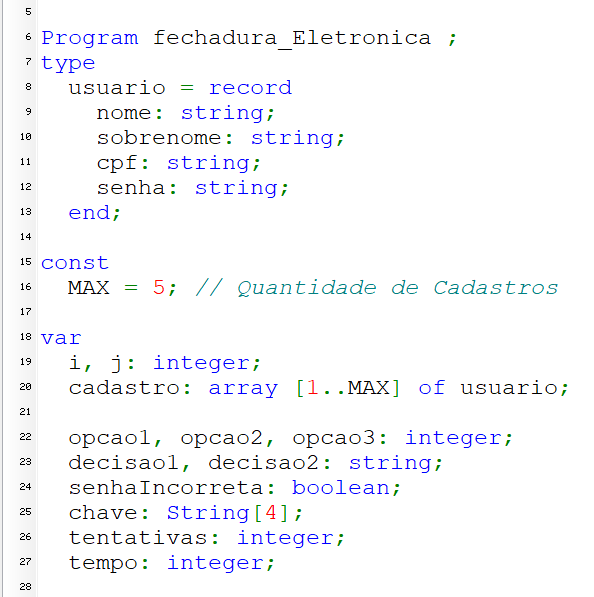 5
6 Program fechadura_Eletronica ;
7 type
8 usuario = record
9 nome: string;
10 sobrenome: string;
11 cpf: string;
12 senha: string;
13 end;
14
15 const
16 MAX = 5; // Quantidade de Cadastros
17
18 var
19 i, j: integer;
20 cadastro: array [1..MAX] of usuario;
21
22 opcao1, opcao2, opcao3: integer;
23 decisao1, decisao2: string;
24 senhaIncorreta: boolean;
25 chave: String[4];
26 tentativas: integer;
27 tempo: integer;
28